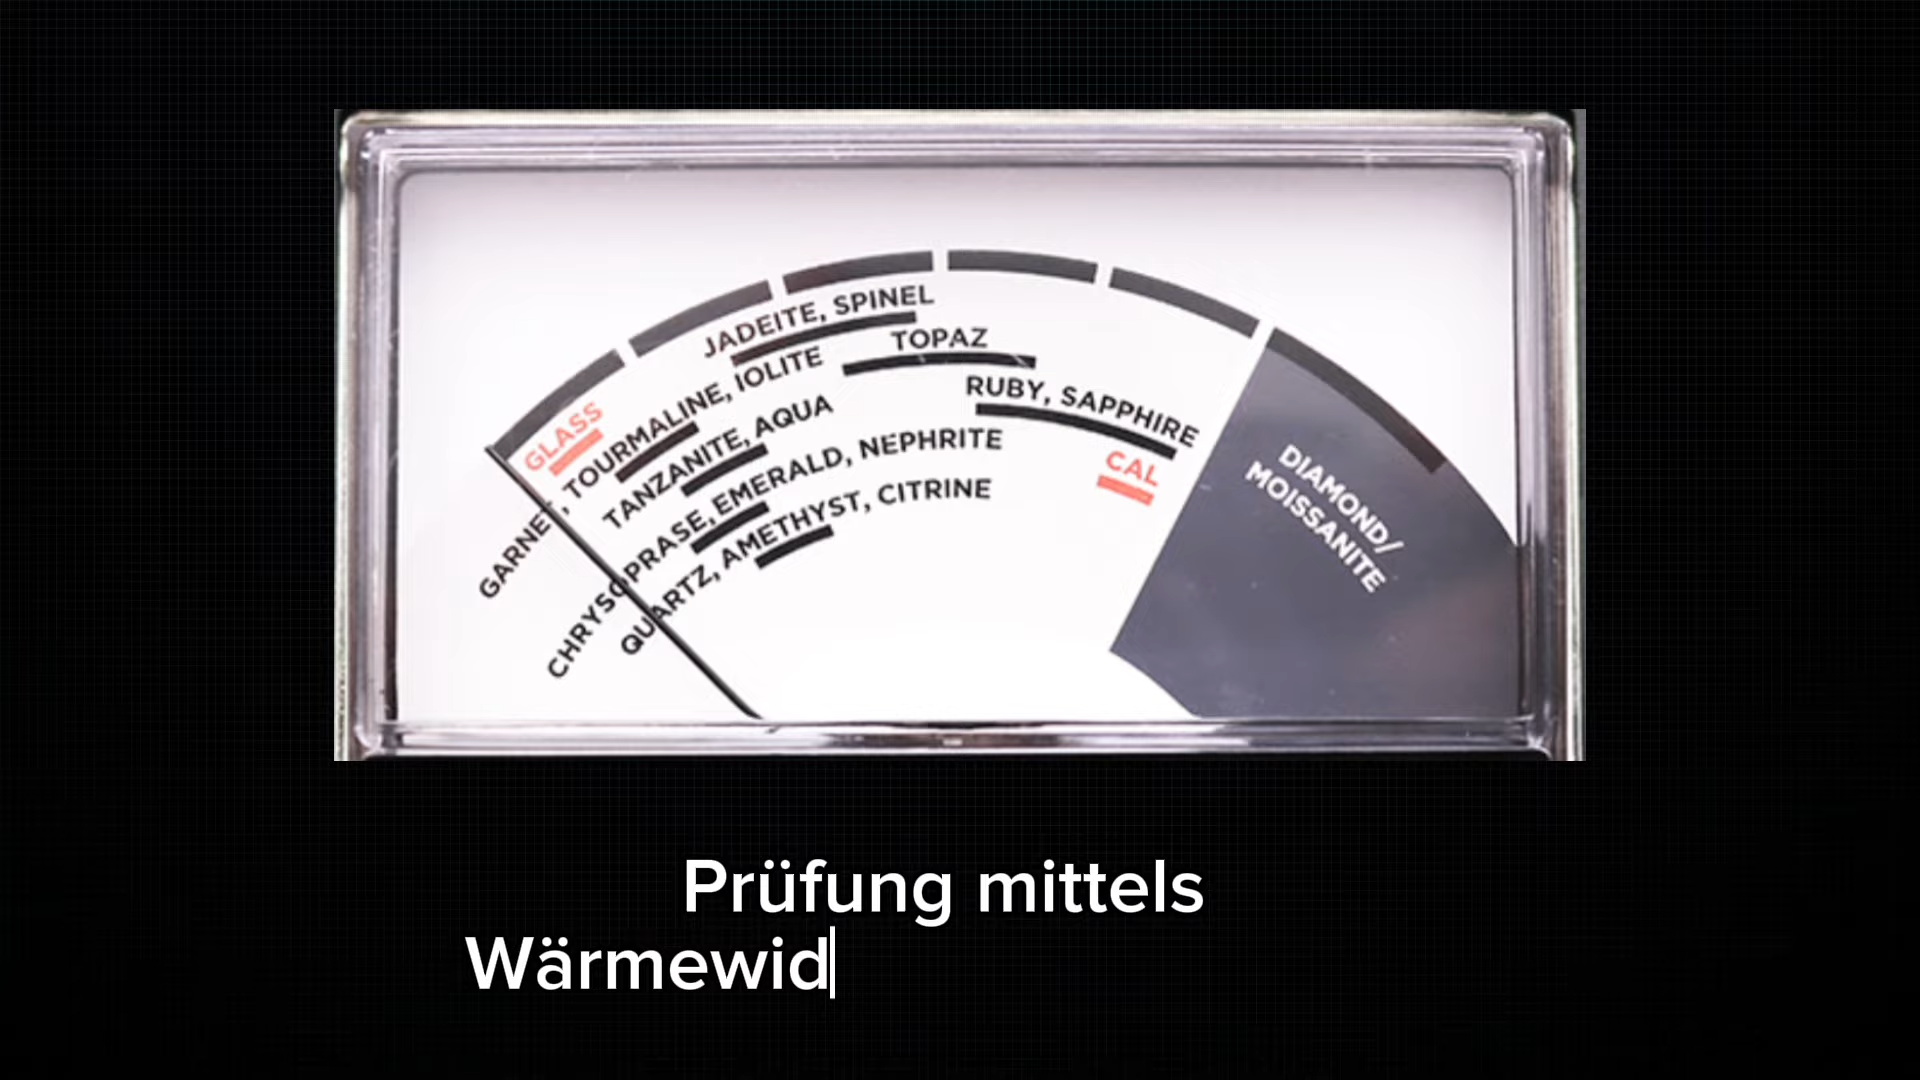 JADEITE, SPINEL
TOPAZ
GLASS
GARNET, TOURMALINE, IOLITE
RUBY, SAPPHIRE
TANZANITE, AQUA
CHRYSOPRASE, EMERALD, NEPHRITE
CAL
QUARTZ, AMETHYST, CITRINE
DIAMOND/
MOISSANITE
Prüfung mittels
Wärmewid